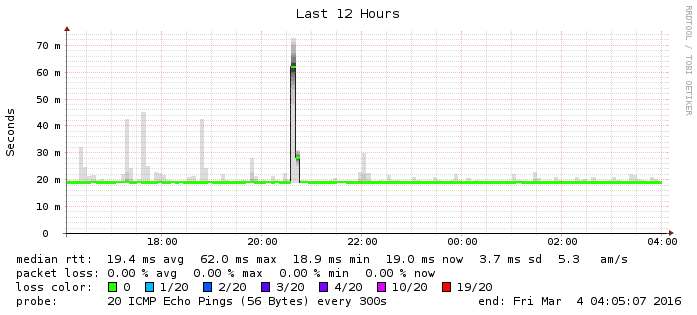 Last 12 Hours
RRDTOOL / TOBI OETIKER
Seconds
70 m
60 m
50 m
40 m
30 m
20 m
10 m
0
18:00 20:00 22:00 00:00 02:00 04:00
median rtt: 19.4 ms avg 62.0 ms max 18.9 ms min 19.0 ms now 3.7 ms sd 5.3 am/s
packet loss: 0.00 % avg 0.00 % max 0.00 % min 0.00 % now
loss color: 0 1/20 2/20 3/20 4/20 10/20 19/20
probe: 20 ICMP Echo Pings (56 Bytes) every 300s end: Fri Mar 4 04:05:07 2016